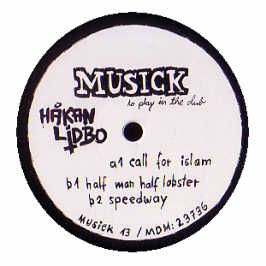 MUSICK
to play in the club
HÅKAN
LIDBO
a1 call for islam
b1 half man half lobster
b2 speedway
MUSICK 13 / MDM: 23736